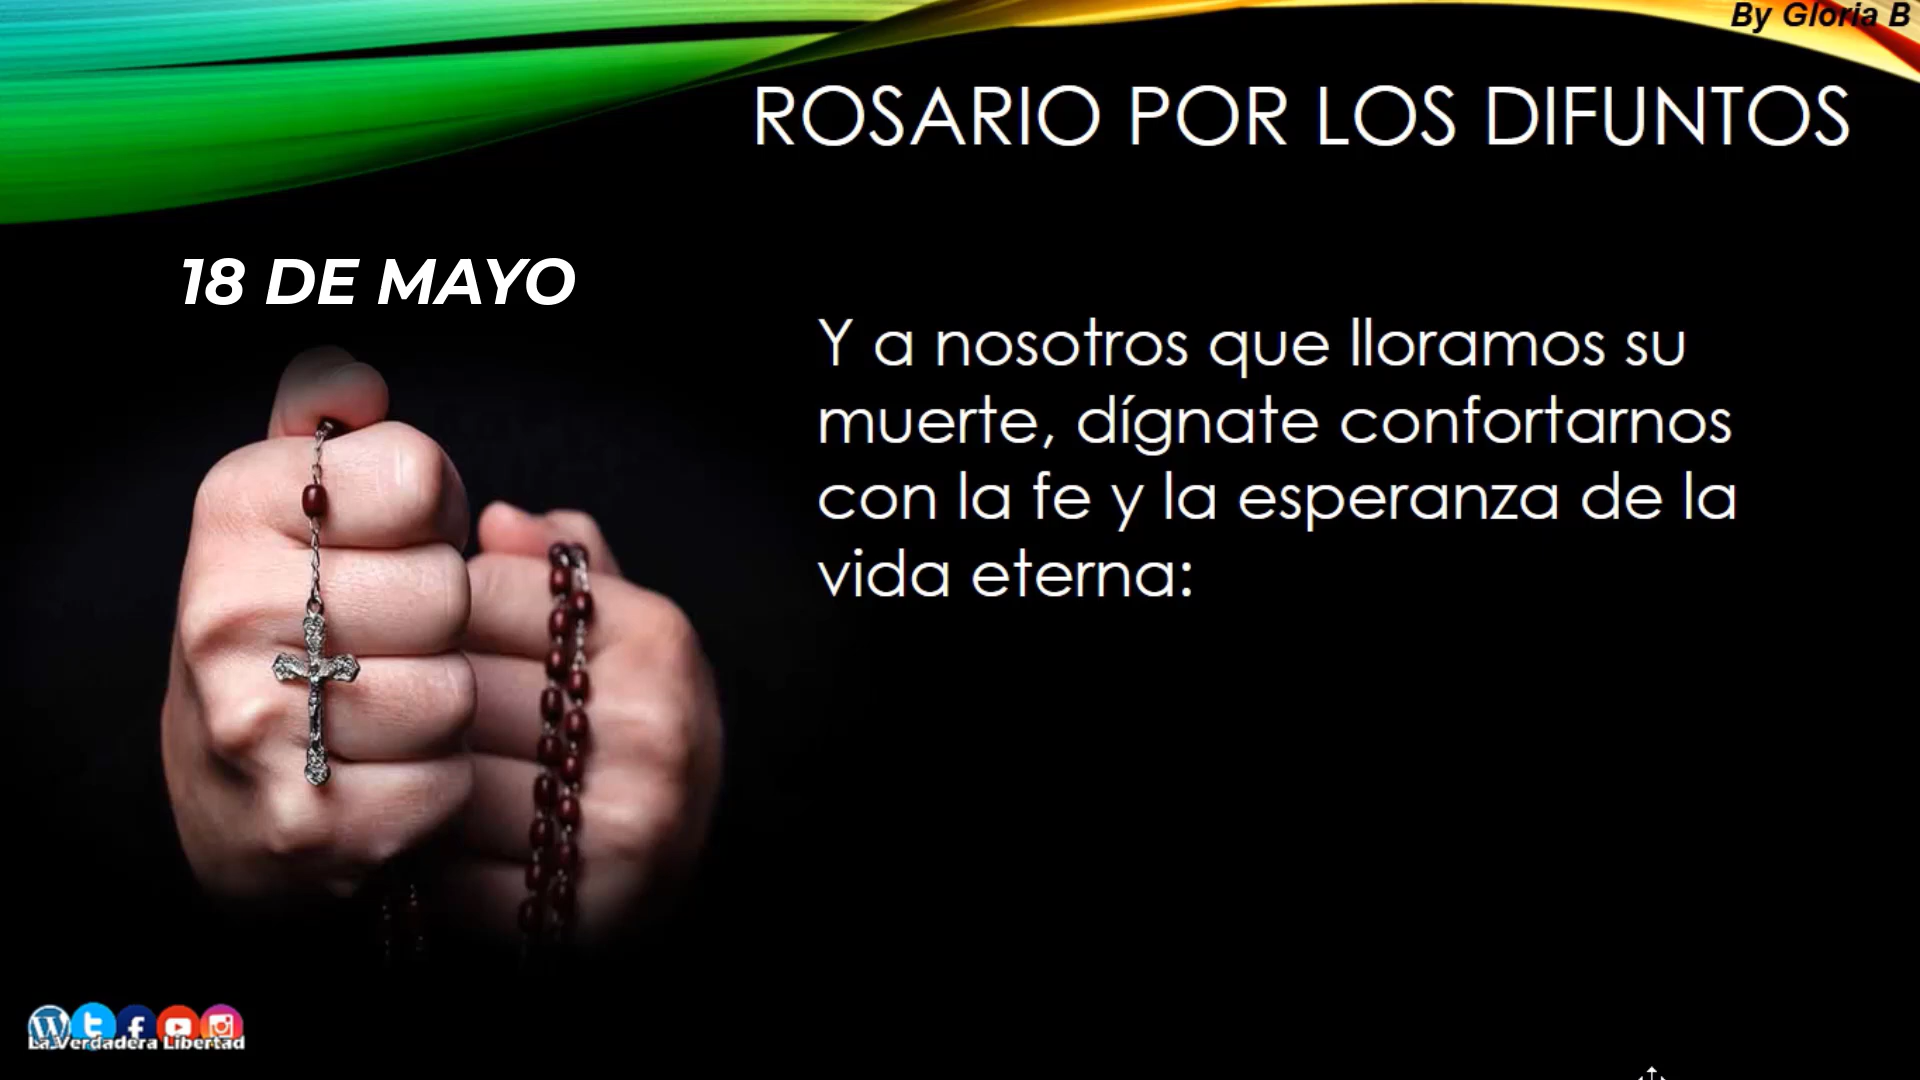 By Gloria B
ROSARIO POR LOS DIFUNTOS
18 DE MAYO
Y a nosotros que lloramos su
muerte, dígnate confortarnos
con la fe y la esperanza de la
vida eterna:
La Verdadera Libertad